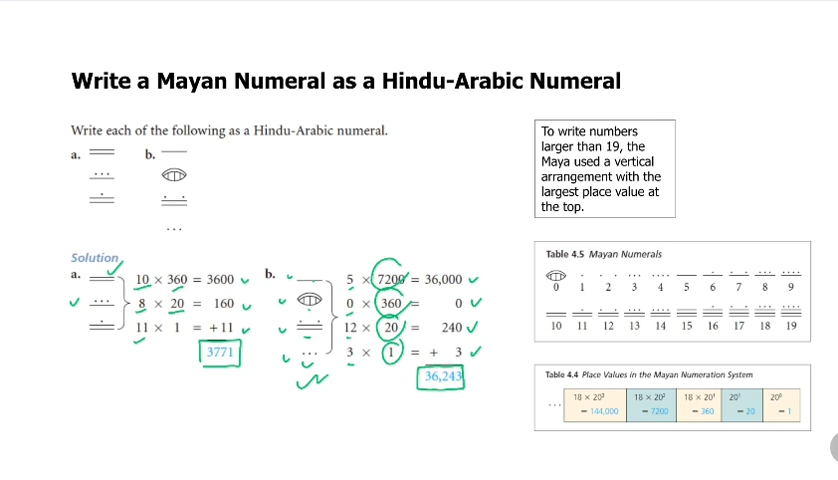 Write a Mayan Numeral as a Hindu-Arabic Numeral
Write each of the following as a Hindu-Arabic numeral.
a.
b.
To write numbers
larger than 19, the
Maya used a vertical
arrangement with the
largest place value at
the top.
Solution
a.
10 × 360 = 3600
8 × 20 = 160
11 × 1 = +11
3771
b.
5 × 7200 = 36,000
0 × 360 = 0
12 × 20 = 240
3 × 1 = + 3
36,243
Table 4.5 Mayan Numerals
0 1 2 3 4 5 6 7 8 9
10 11 12 13 14 15 16 17 18 19
Table 4.4 Place Values in the Mayan Numeration System
... 18 × 20³ 18 × 20² 18 × 20¹ 20¹ 20⁰
= 144,000 = 7200 = 360 = 20 = 1